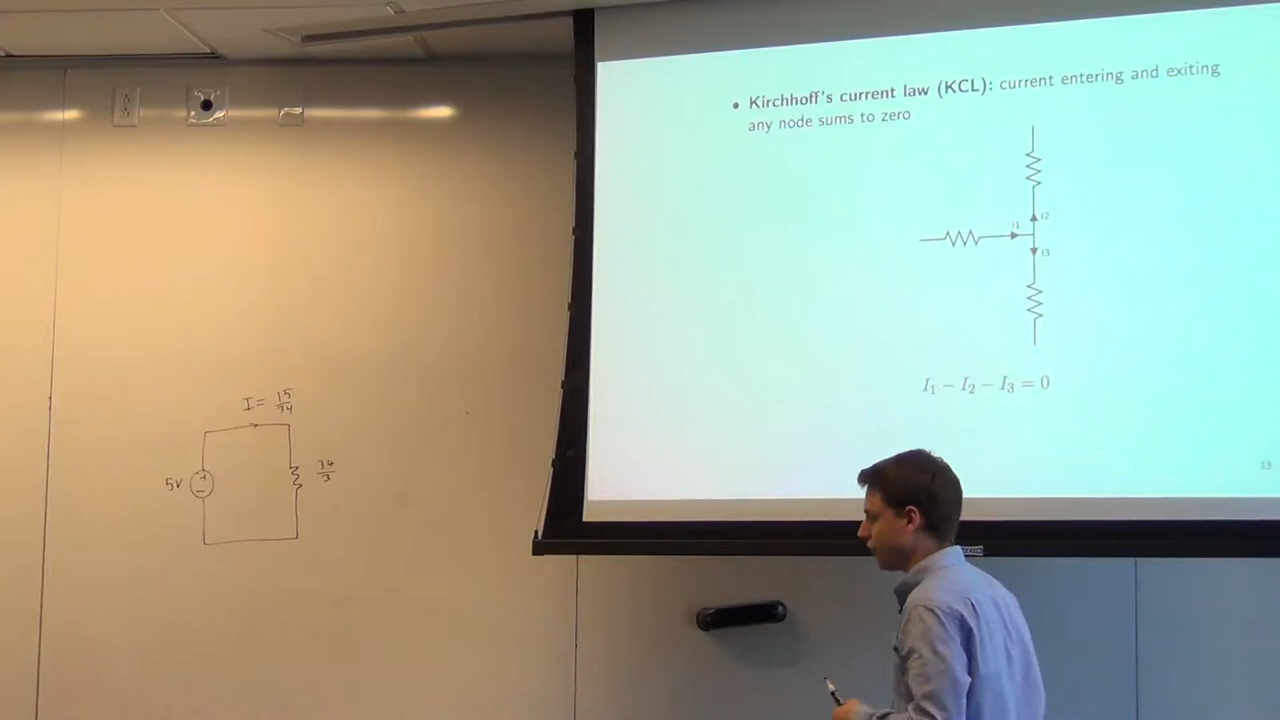 • Kirchhoff's current law (KCL): current entering and exiting
any node sums to zero
I2
I1
I3
I₁ − I₂ − I₃ = 0
13
I = 15/34
5V
+
−
34/3